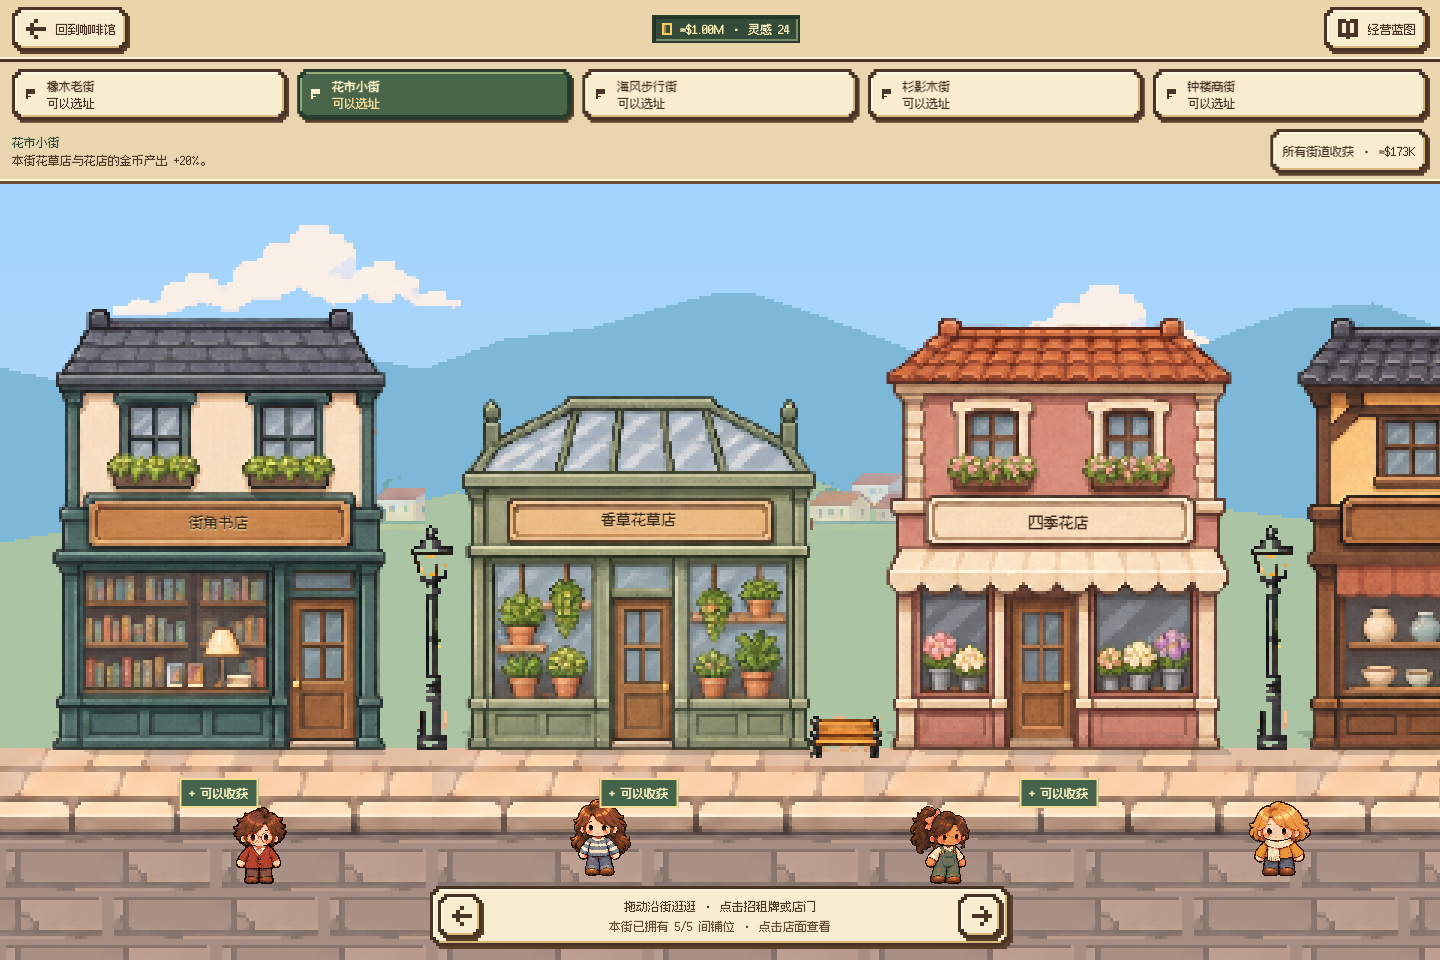 回到咖啡馆
≈$1.00M · 灵感 24
经营蓝图
橡木老街
可以选址
花市小街
可以选址
海风步行街
可以选址
杉影木街
可以选址
钟楼商街
可以选址
花市小街
本街花草店与花店的金币产出 +20%。
所有街道收获 · ≈$173K
街角书店
香草花草店
四季花店
+ 可以收获
+ 可以收获
+ 可以收获
拖动沿街逛逛 · 点击招租牌或店门
本街已拥有 5/5 间铺位 · 点击店面查看